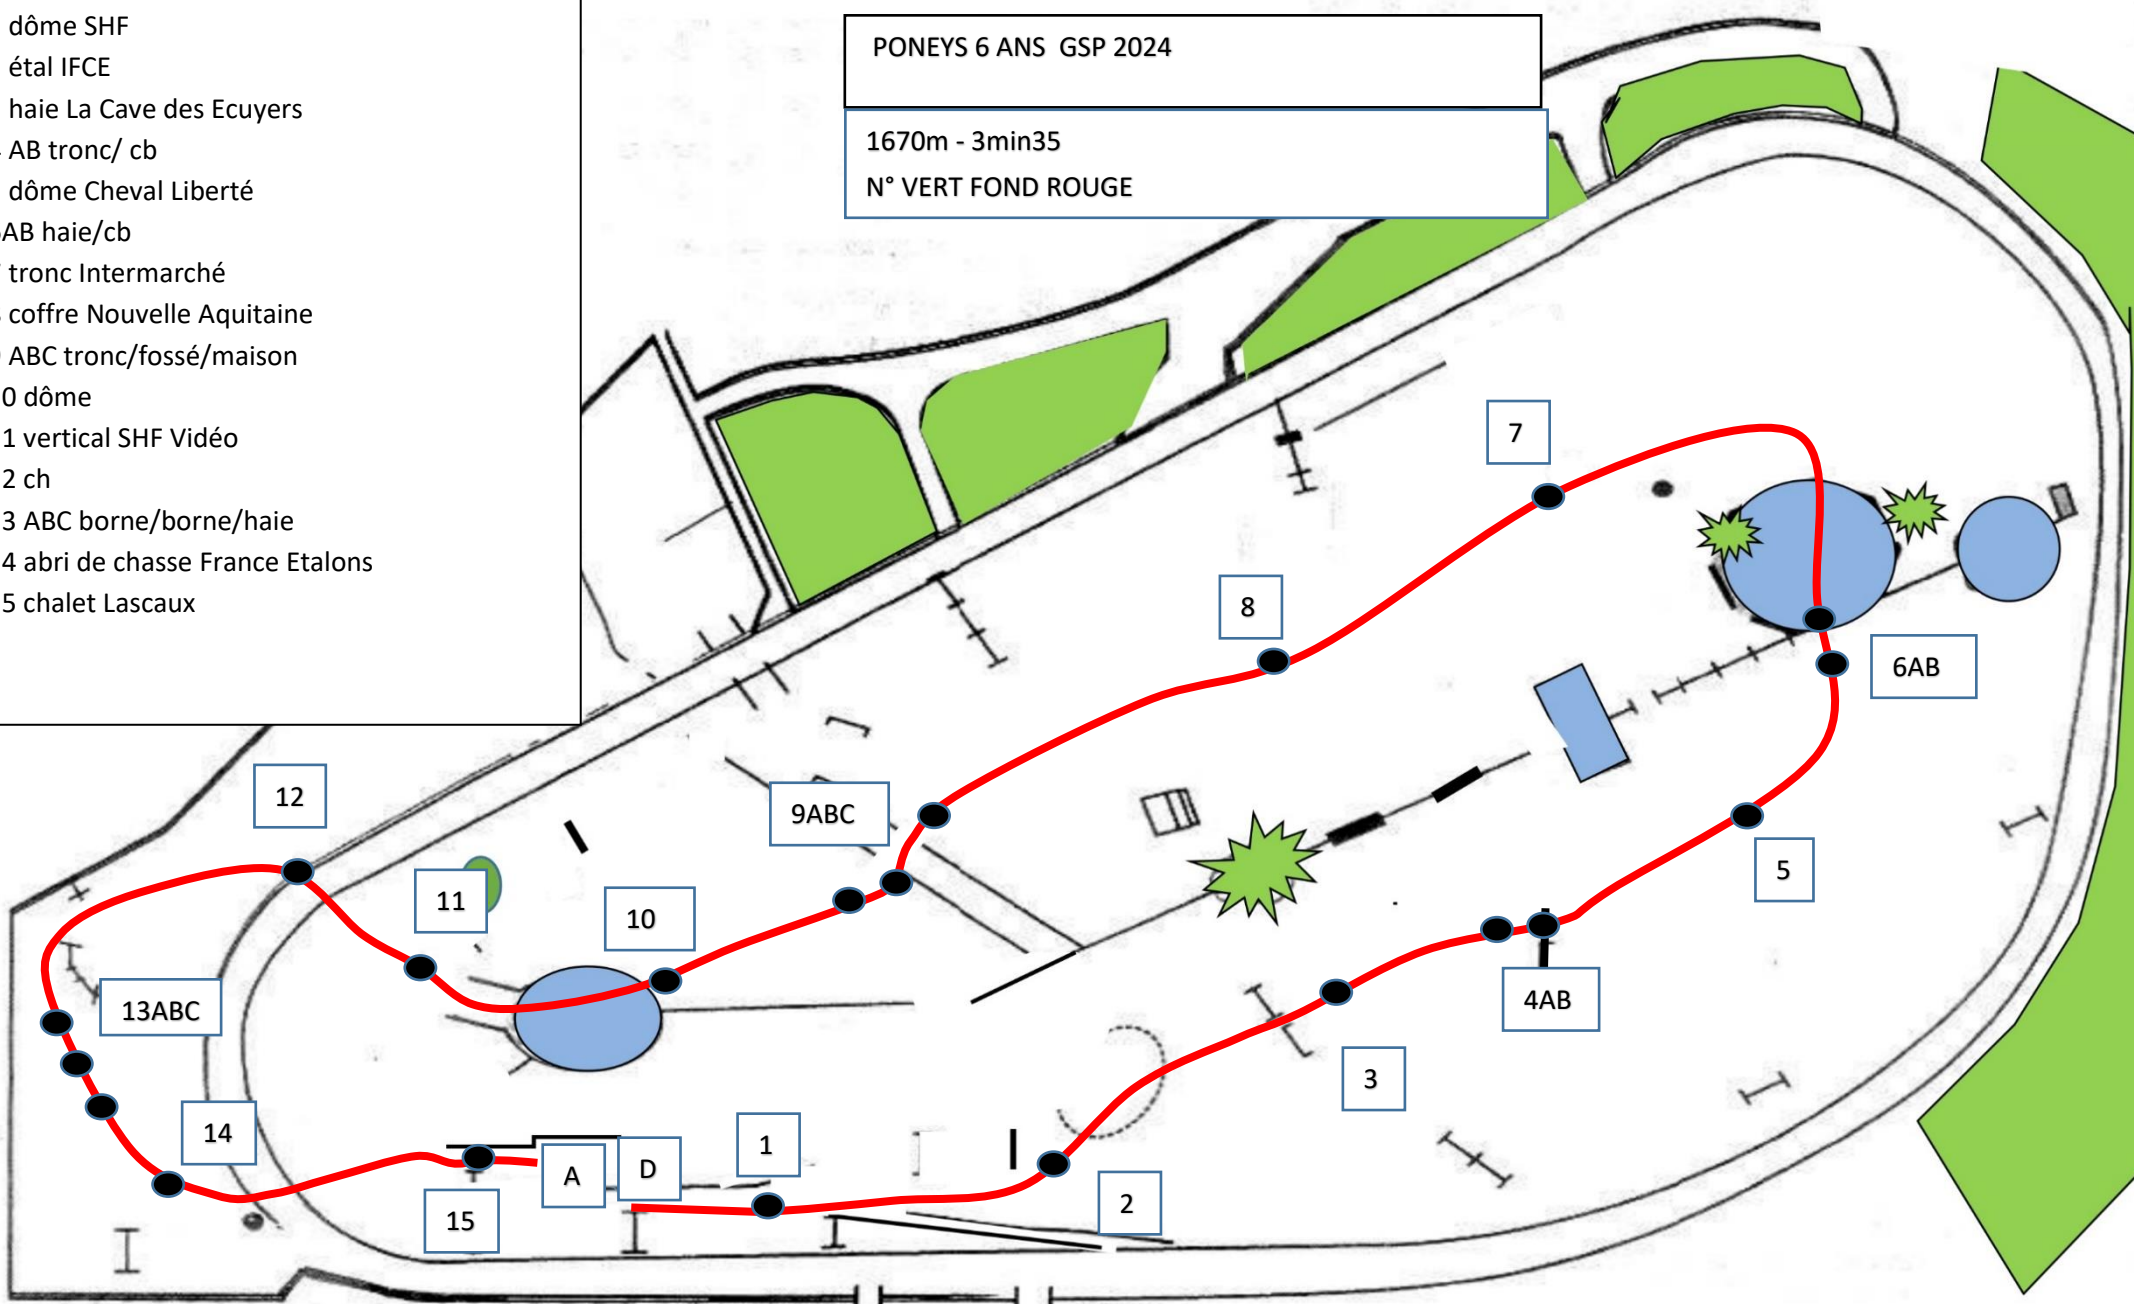 dôme SHF
étal IFCE
haie La Cave des Ecuyers
AB tronc/ cb
dôme Cheval Liberté
AB haie/cb
tronc Intermarché
coffre Nouvelle Aquitaine
ABC tronc/fossé/maison
0 dôme
1 vertical SHF Vidéo
2 ch
3 ABC borne/borne/haie
4 abri de chasse France Etalons
5 chalet Lascaux
PONEYS 6 ANS GSP 2024
1670m - 3min35
N° VERT FOND ROUGE
7
8
6AB
12
9ABC
11
10
5
13ABC
4AB
3
14
1
A
D
2
15